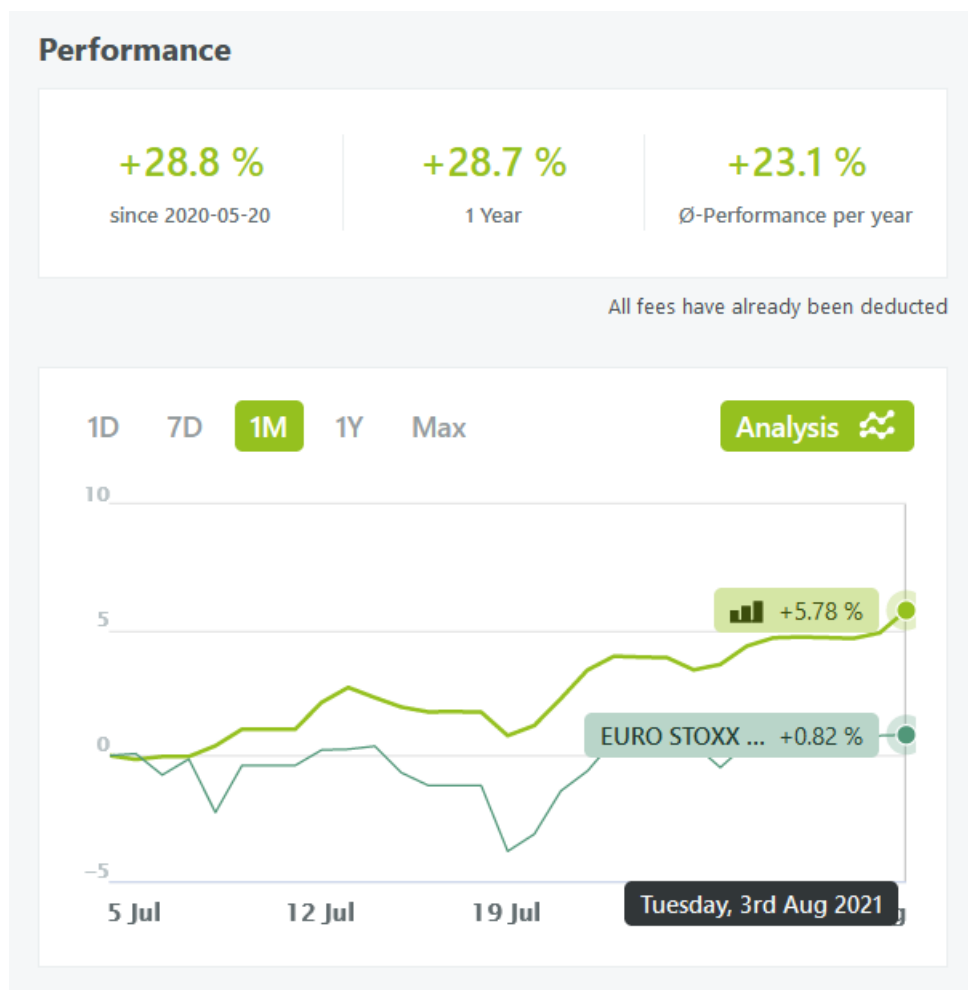 Performance
+28.8 %
+28.7 %
+23.1 %
since 2020-05-20
1 Year
Ø-Performance per year
All fees have already been deducted
1D 7D 1M 1Y Max Analysis
10
5
+5.78 %
0
EURO STOXX ... +0.82 %
−5
5 Jul 12 Jul 19 Jul
Tuesday, 3rd Aug 2021